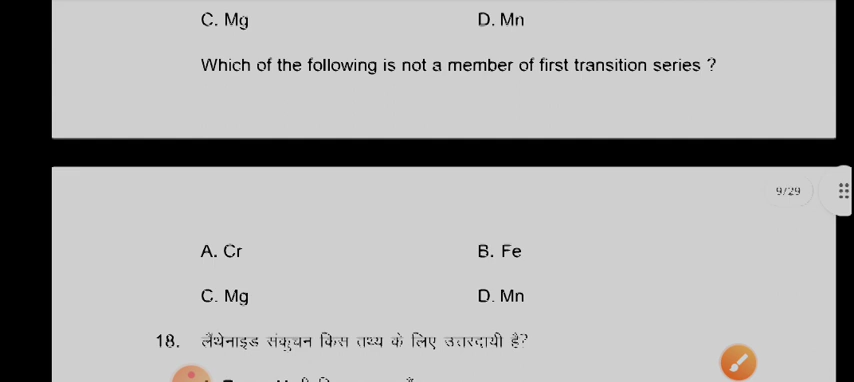 C. Mg D. Mn
Which of the following is not a member of first transition series ?
9/29
A. Cr B. Fe
C. Mg D. Mn
18. लैंथेनाइड संकुचन किस तथ्य के लिए उत्तरदायी है?